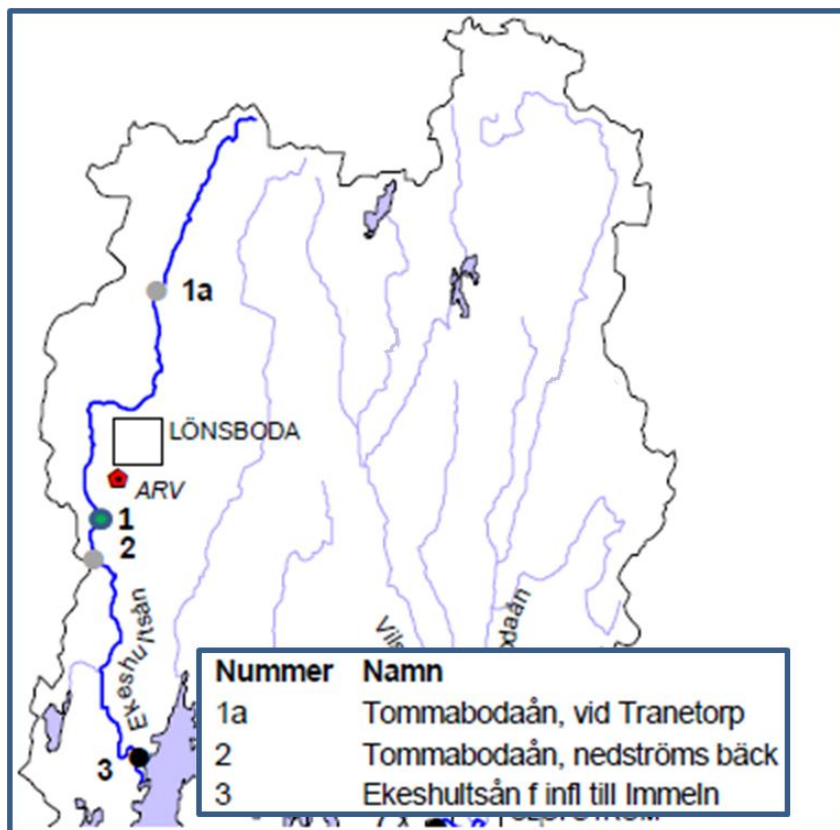 1a
LÖNSBODA
ARV
1
2
Ekeshultsån
3
Nummer Namn
1a Tommabodaån, vid Tranetorp
2 Tommabodaån, nedströms bäck
3 Ekeshultsån f infl till Immeln